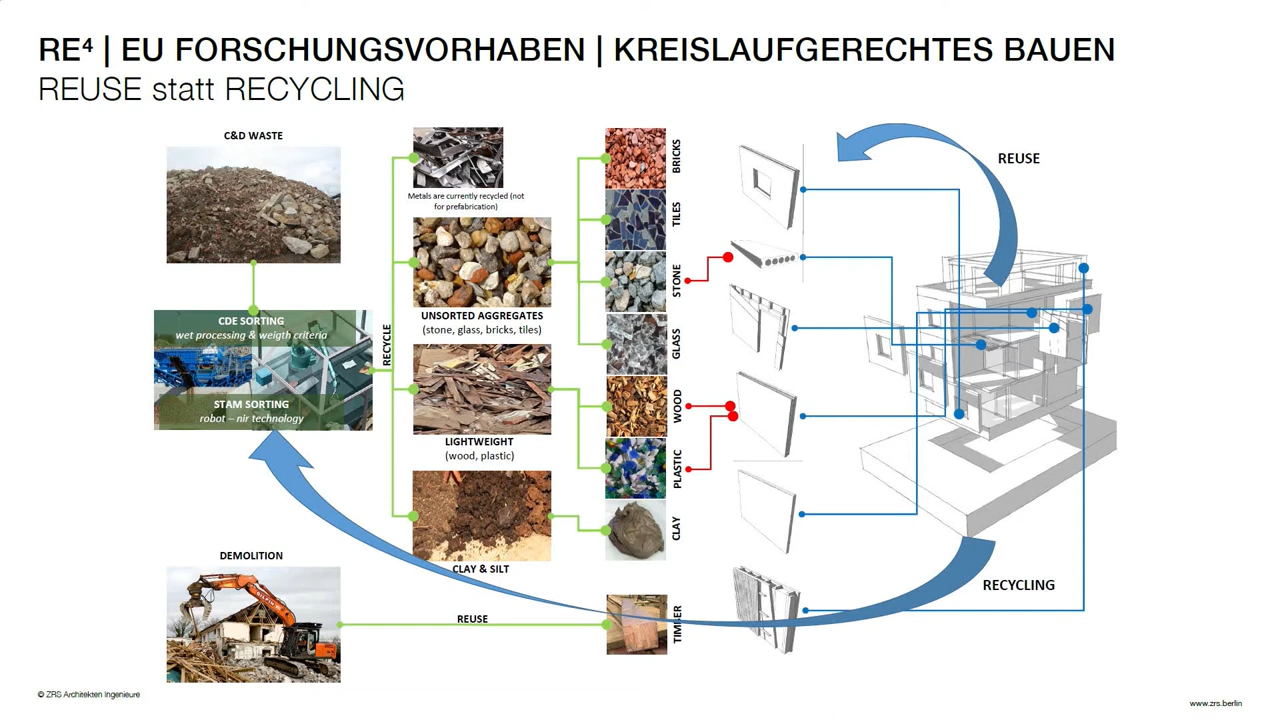 RE⁴ | EU FORSCHUNGSVORHABEN | KREISLAUFGERECHTES BAUEN
REUSE statt RECYCLING
C&D WASTE
CDE SORTING
wet processing & weigth criteria
STAM SORTING
robot – nir technology
DEMOLITION
RECYCLE
REUSE
Metals are currently recycled (not
for prefabrication)
UNSORTED AGGREGATES
(stone, glass, bricks, tiles)
LIGHTWEIGHT
(wood, plastic)
CLAY & SILT
BRICKS
TILES
STONE
GLASS
WOOD
PLASTIC
CLAY
TIMBER
REUSE
RECYCLING
© ZRS Architekten Ingenieure
www.zrs.berlin